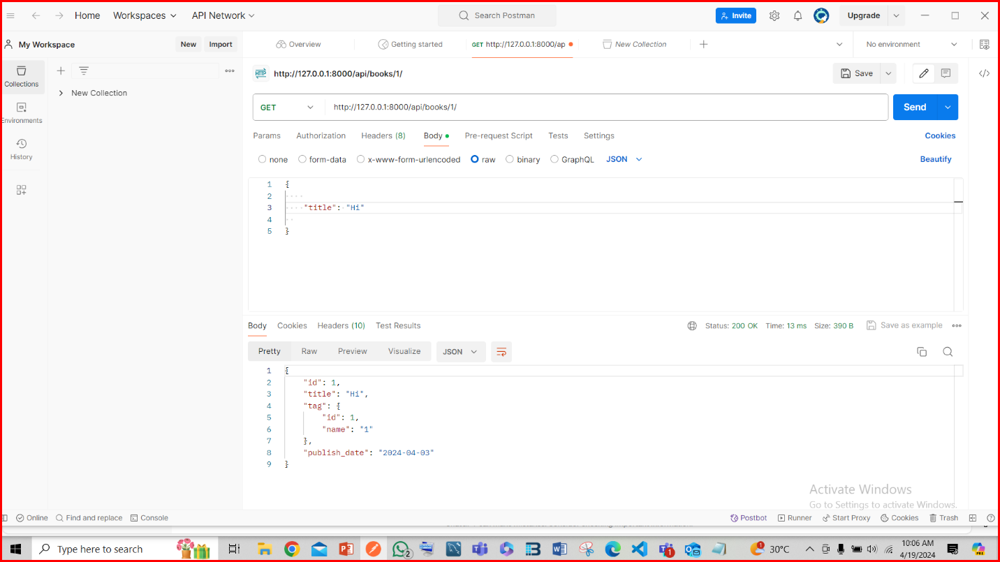 Home Workspaces API Network Search Postman Invite Upgrade
My Workspace New Import Overview Getting started GET http://127.0.0.1:8000/ap New Collection No environment
Collections
New Collection
Environments
History
HTTP http://127.0.0.1:8000/api/books/1/ Save
GET http://127.0.0.1:8000/api/books/1/ Send
Params Authorization Headers (8) Body Pre-request Script Tests Settings Cookies
none form-data x-www-form-urlencoded raw binary GraphQL JSON Beautify
1 {
2
3 "title": "Hi"
4
5 }
Body Cookies Headers (10) Test Results Status: 200 OK Time: 13 ms Size: 390 B Save as example
Pretty Raw Preview Visualize JSON
1 {
2 "id": 1,
3 "title": "Hi",
4 "tag": {
5 "id": 1,
6 "name": "1"
7 },
8 "publish_date": "2024-04-03"
9 }
Activate Windows
Go to Settings to activate Windows.
Online Find and replace Console Postbot Runner Start Proxy Cookies Trash
Type here to search 2 1 1 30°C 10:06 AM
4/19/2024 PRE